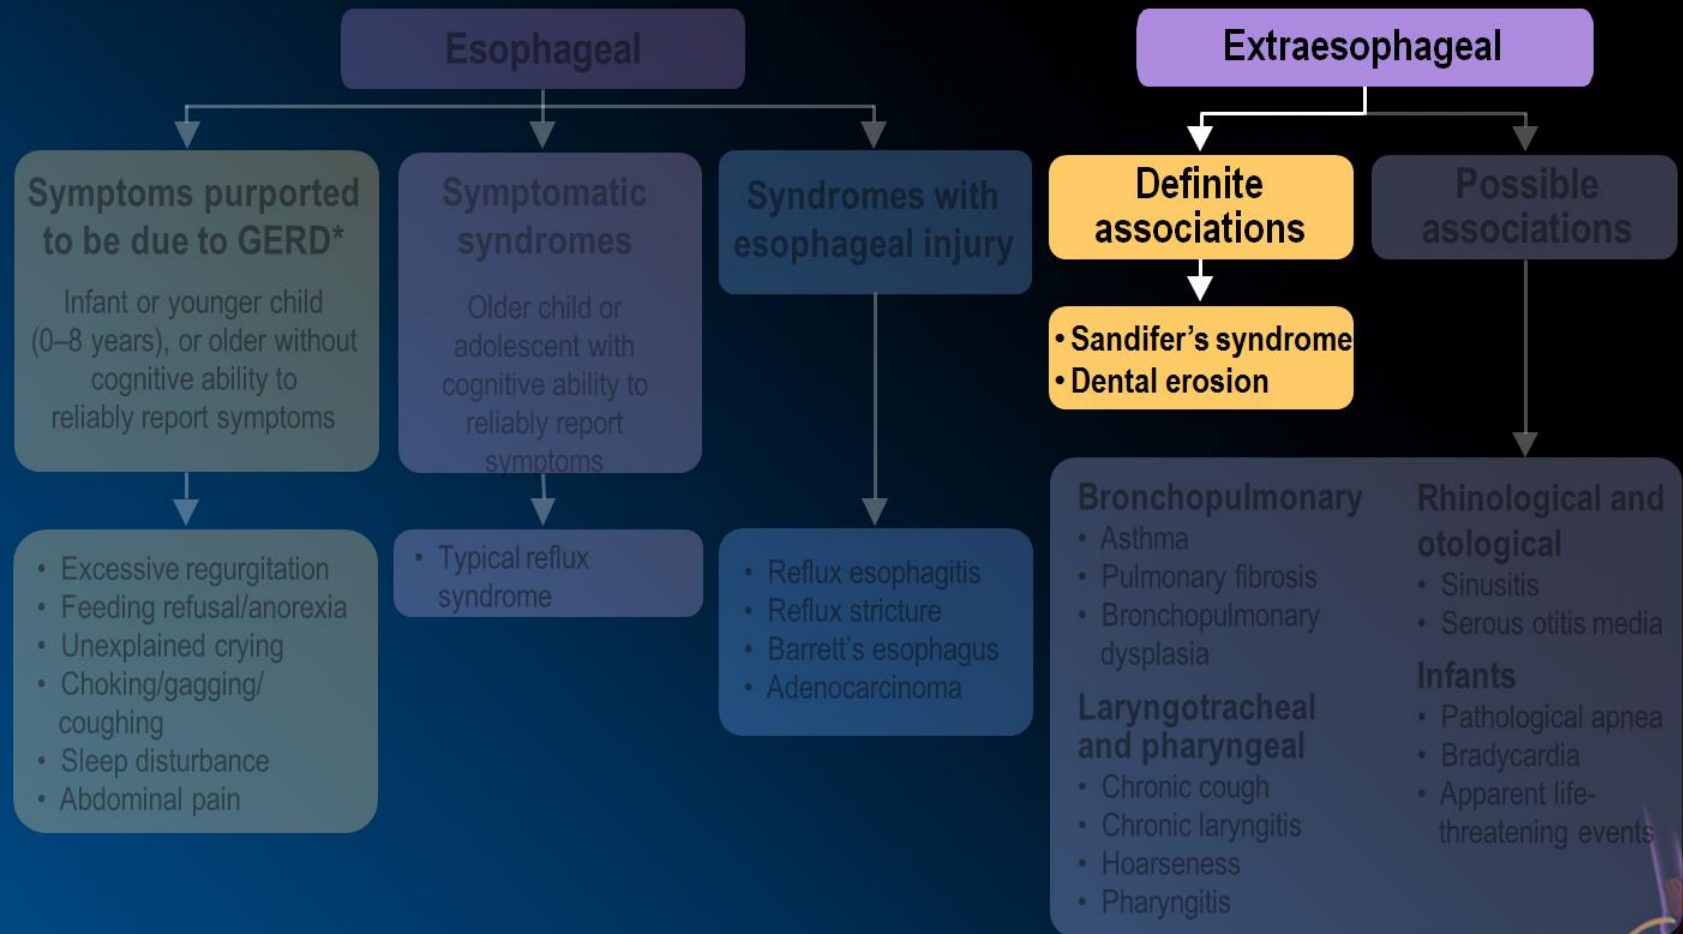 Esophageal
Symptoms purported
to be due to GERD*
Infant or younger child
(0–8 years), or older without
cognitive ability to
reliably report symptoms
• Excessive regurgitation
• Feeding refusal/anorexia
• Unexplained crying
• Choking/gagging/
coughing
• Sleep disturbance
• Abdominal pain
Symptomatic
syndromes
Older child or
adolescent with
cognitive ability to
reliably report
symptoms
• Typical reflux
syndrome
Syndromes with
esophageal injury
• Reflux esophagitis
• Reflux stricture
• Barrett’s esophagus
• Adenocarcinoma
Extraesophageal
Definite
associations
• Sandifer’s syndrome
• Dental erosion
Possible
associations
Bronchopulmonary
• Asthma
• Pulmonary fibrosis
• Bronchopulmonary
dysplasia
Laryngotracheal
and pharyngeal
• Chronic cough
• Chronic laryngitis
• Hoarseness
• Pharyngitis
Rhinological and
otological
• Sinusitis
• Serous otitis media
Infants
• Pathological apnea
• Bradycardia
• Apparent life-
threatening events